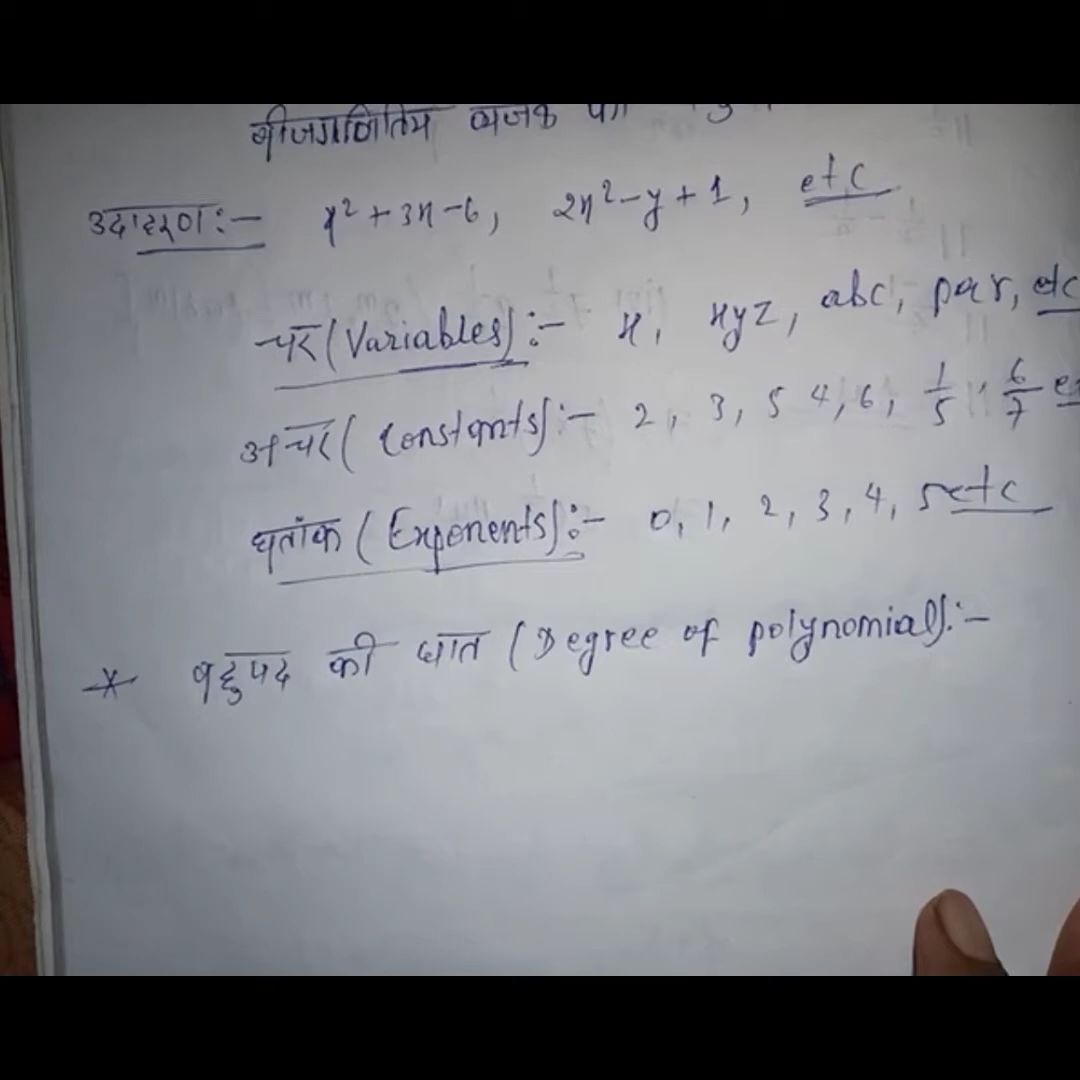 बीजगणितिय व्यजक को
उदाहरण:- x² + 3x - 6, 2x² - y + 1, etc
चर (Variables):- x, xyz, abc, pqr, etc
अचर (Constants):- 2, 3, 5 4, 6, 1/5, 6/7
घतांक (Exponents):- 0, 1, 2, 3, 4, 5 etc
* बहुपद की घात (Degree of polynomial):-